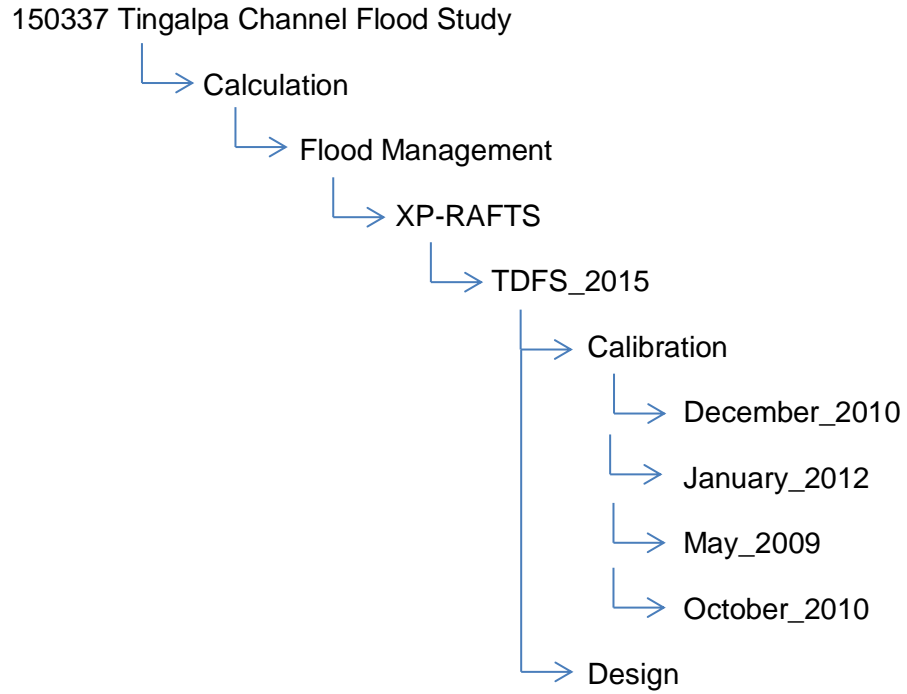 150337 Tingalpa Channel Flood Study
Calculation
Flood Management
XP-RAFTS
TDFS_2015
Calibration
December_2010
January_2012
May_2009
October_2010
Design